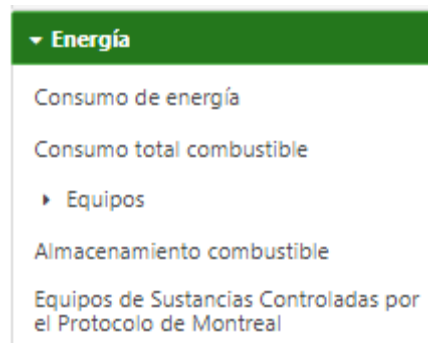 Energía
Consumo de energía
Consumo total combustible
Equipos
Almacenamiento combustible
Equipos de Sustancias Controladas por
el Protocolo de Montreal